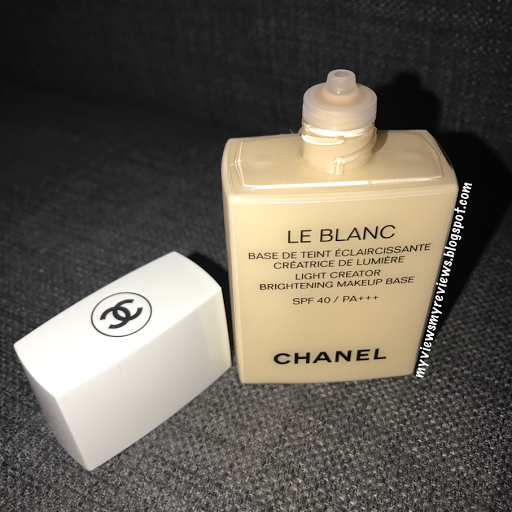 LE BLANC
BASE DE TEINT ÉCLAIRCISSANTE
CRÉATRICE DE LUMIÈRE
LIGHT CREATOR
BRIGHTENING MAKEUP BASE
SPF 40 / PA+++
CHANEL
myviewsmyreviews.blogspot.com